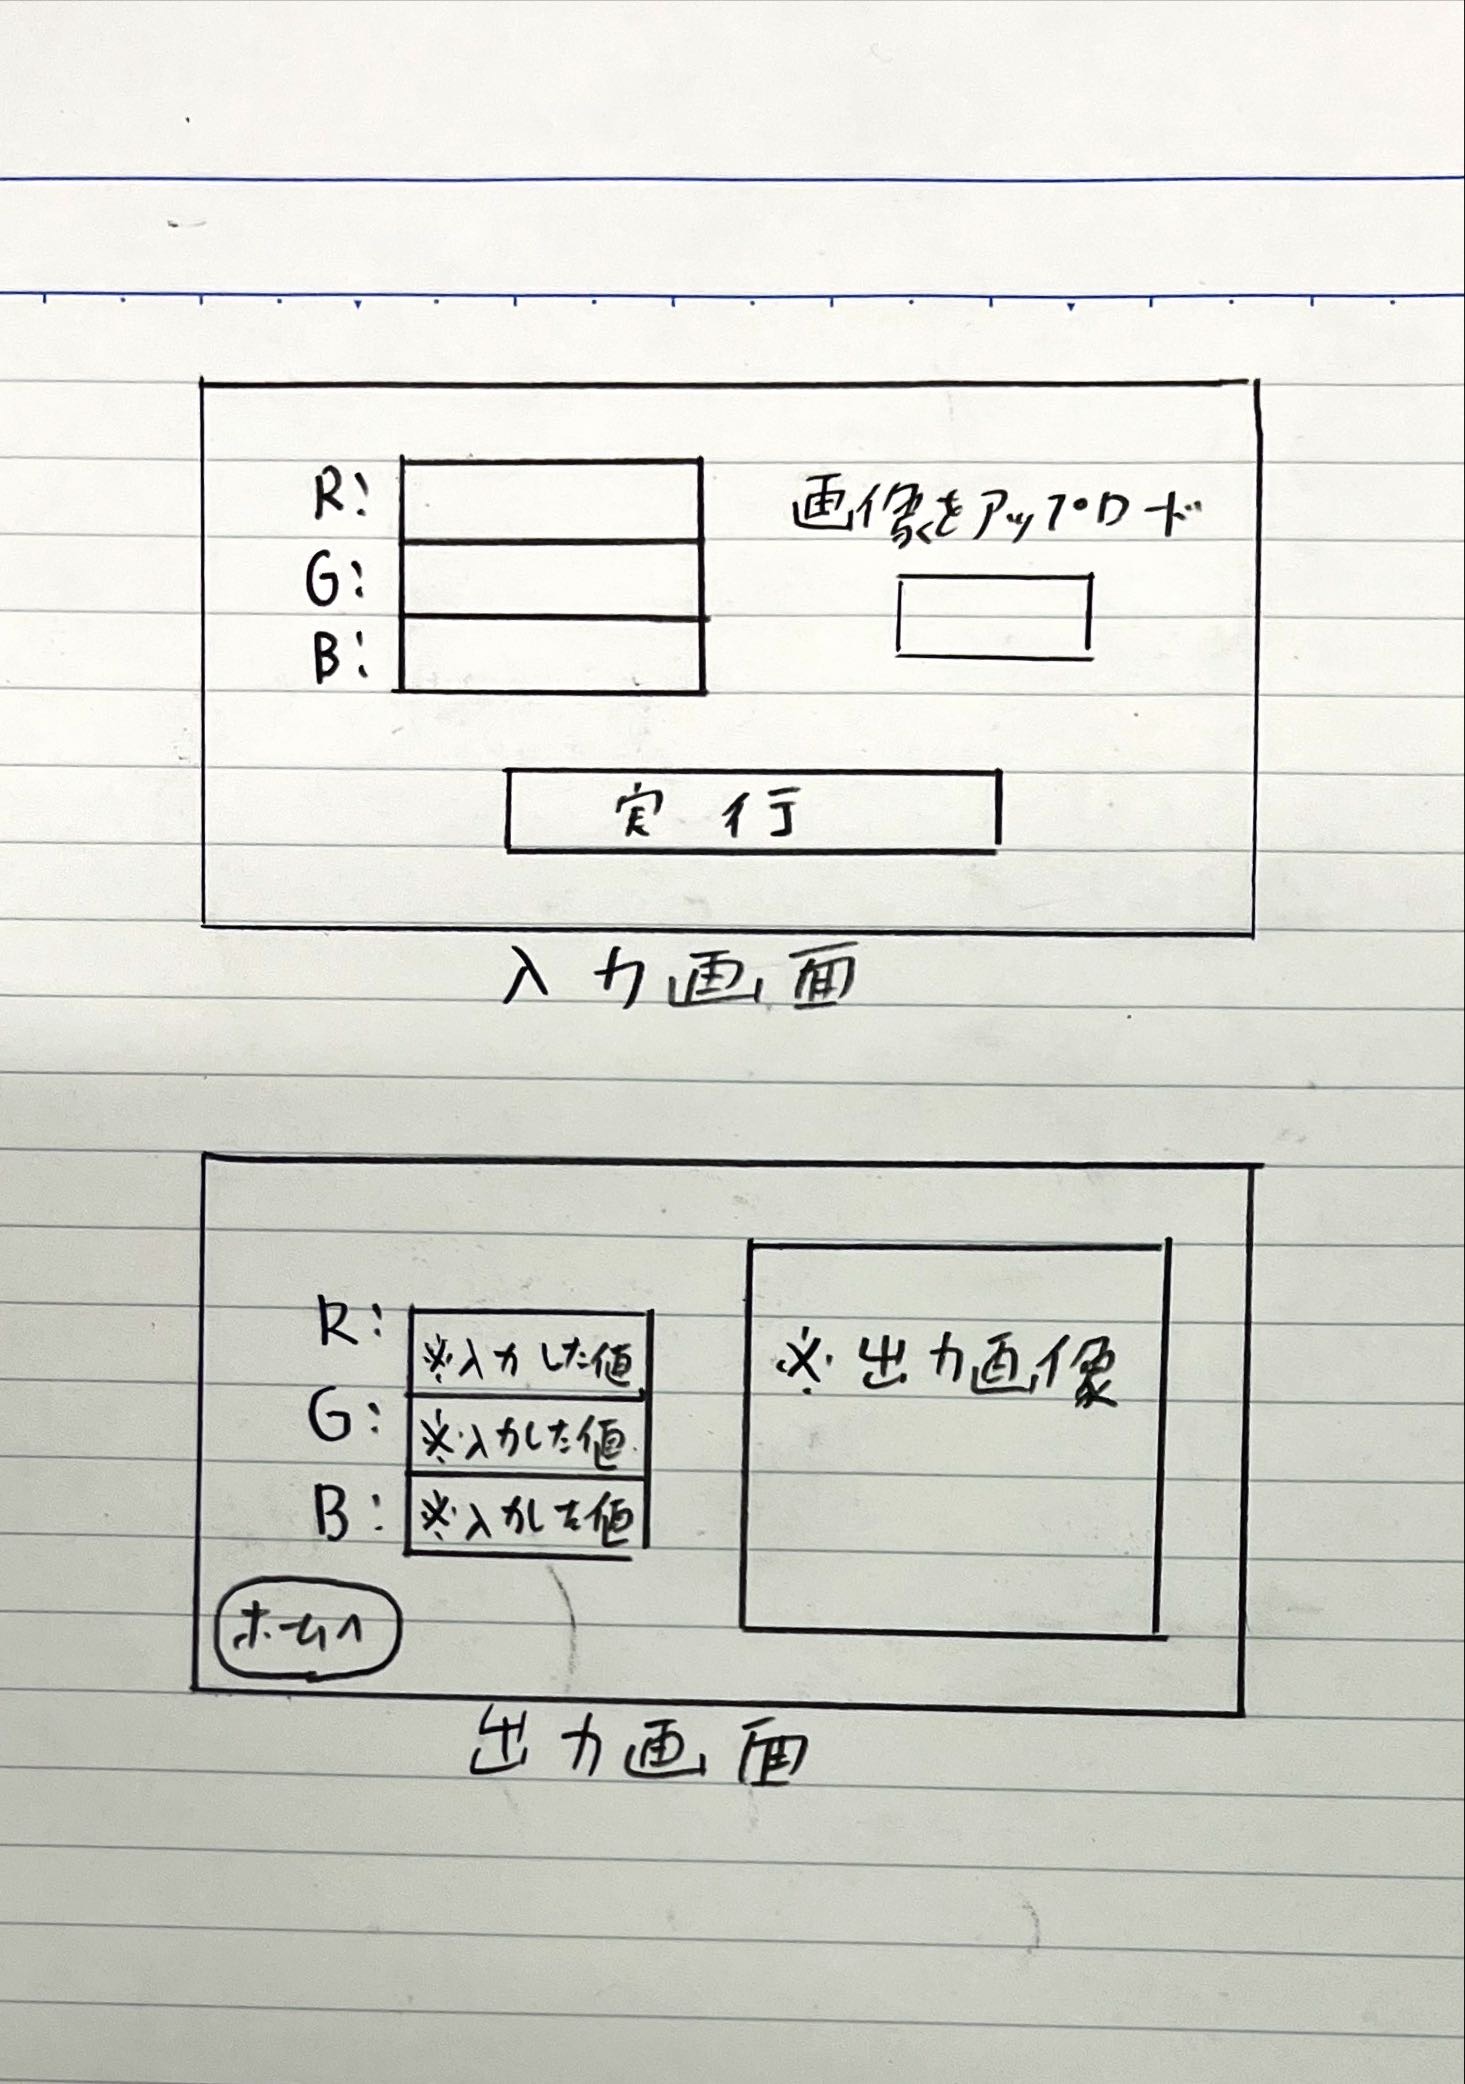 R:
G:
B:
画像をアップロード
実行
入力画面
R:
G:
B:
※入力した値
※入力した値
※入力した値
※出力画像
ホームへ
出力画面